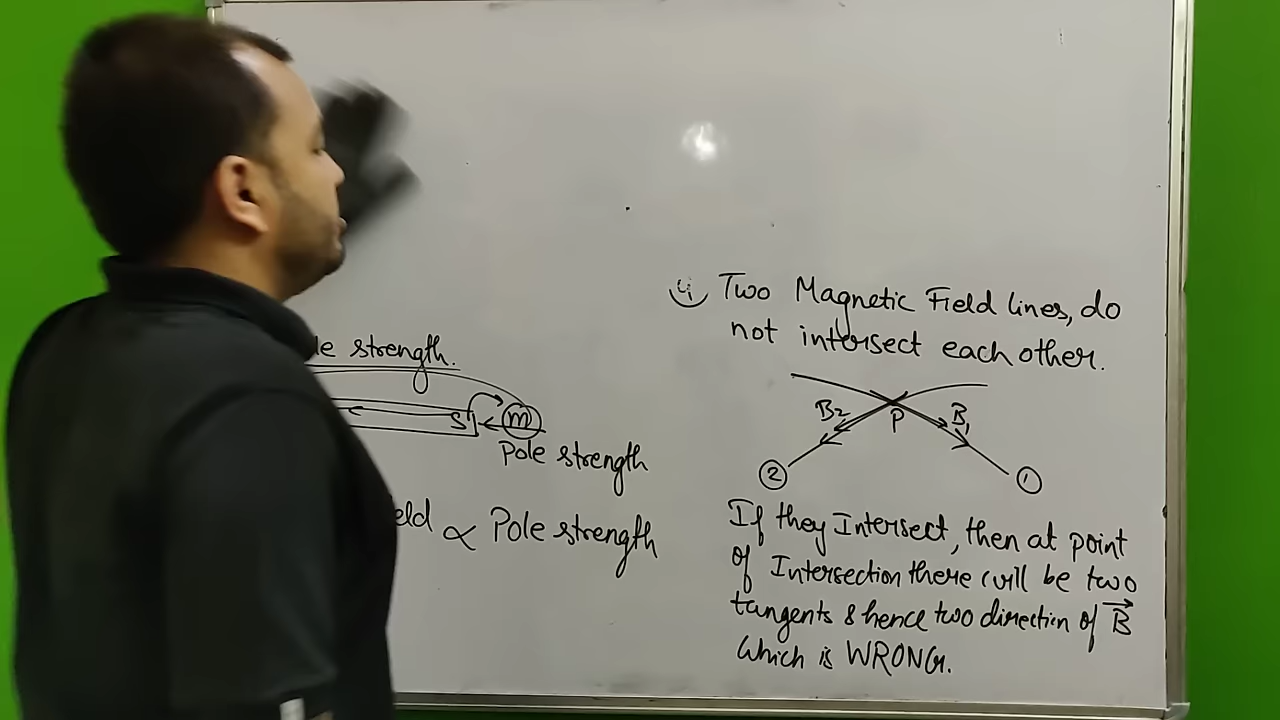 le strength.
S
m
Pole strength
eld ∝ Pole strength
Two Magnetic Field lines, do
not intersect each other.
B₂ P B₁
② ①
If they Intersect, then at point
of Intersection there will be two
tangents & hence two direction of B⃗
which is WRONG.